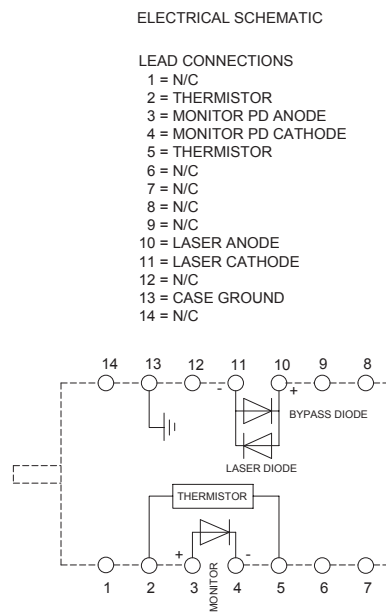 ELECTRICAL SCHEMATIC
LEAD CONNECTIONS
1 = N/C
2 = THERMISTOR
3 = MONITOR PD ANODE
4 = MONITOR PD CATHODE
5 = THERMISTOR
6 = N/C
7 = N/C
8 = N/C
9 = N/C
10 = LASER ANODE
11 = LASER CATHODE
12 = N/C
13 = CASE GROUND
14 = N/C
14 13 12 11 10 9 8
- +
BYPASS DIODE
LASER DIODE
THERMISTOR
+ -
1 2 3 4 5 6 7
MONITOR